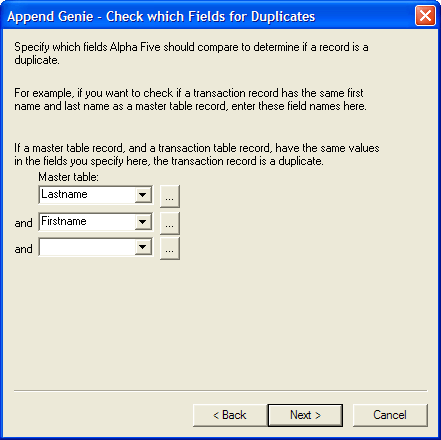 Append Genie - Check which Fields for Duplicates
Specify which fields Alpha Five should compare to determine if a record is a
duplicate.
For example, if you want to check if a transaction record has the same first
name and last name as a master table record, enter these field names here.
If a master table record, and a transaction table record, have the same values
in the fields you specify here, the transaction record is a duplicate.
Master table:
Lastname ...
and Firstname ...
and ...
< Back Next > Cancel